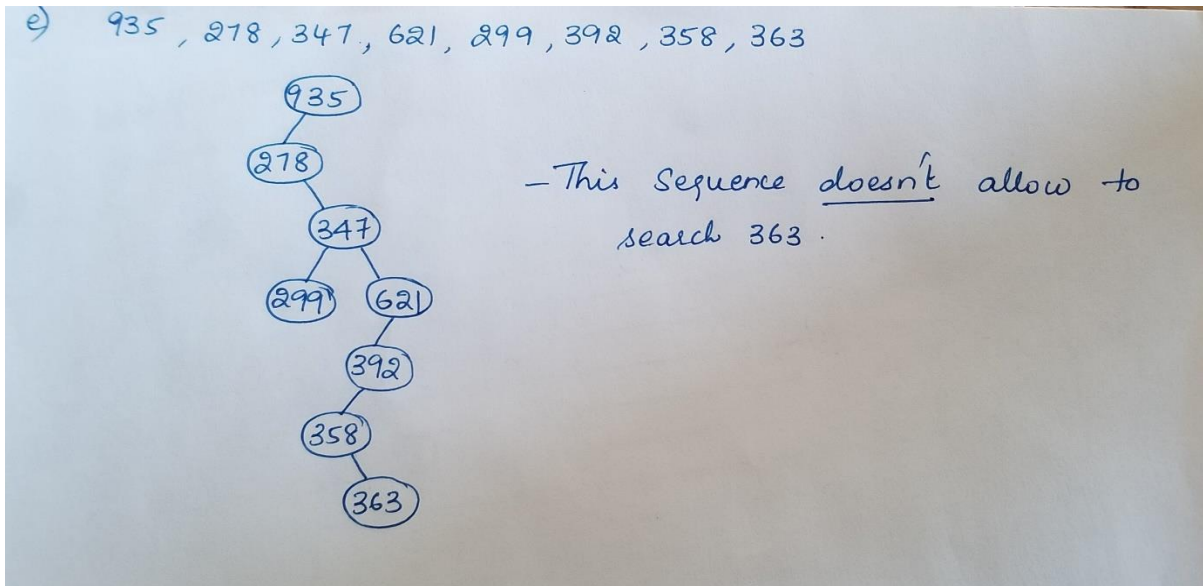 e) 935, 278, 347, 621, 299, 392, 358, 363
935
278
347
299 621
392
358
363
- This Sequence doesn't allow to
search 363.